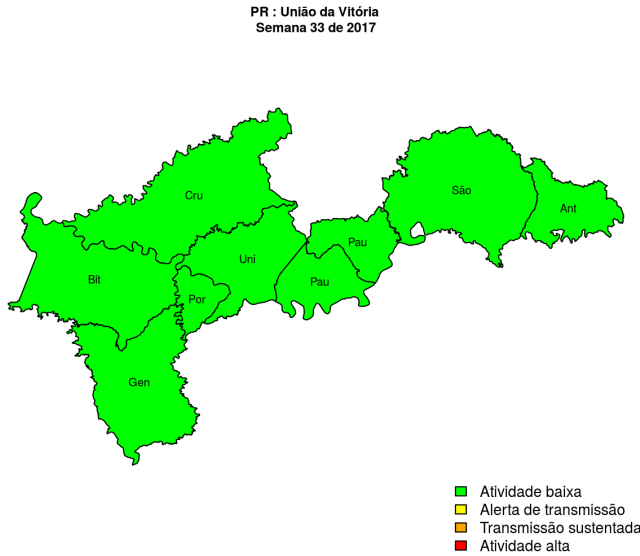 PR : União da Vitória
Semana 33 de 2017
Cru
São
Ant
Pau
Uni
Bit
Pau
Por
Gen
Atividade baixa
Alerta de transmissão
Transmissão sustentada
Atividade alta